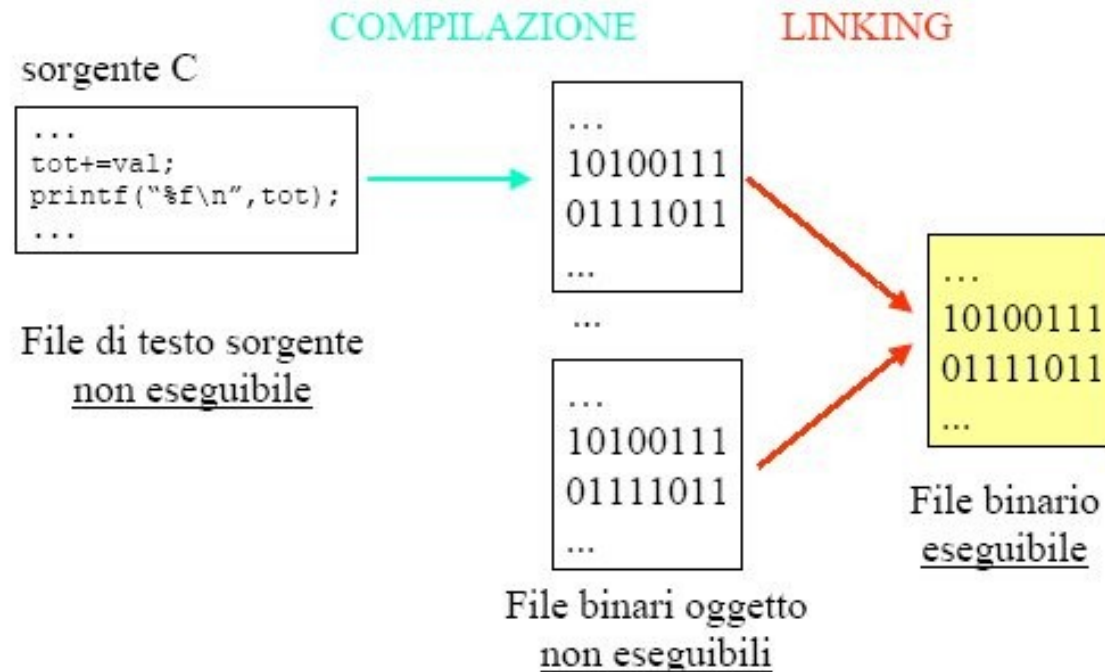 COMPILAZIONE
LINKING
sorgente C
...
tot+=val;
printf(“%f\n”,tot);
...
File di testo sorgente
non eseguibile
...
10100111
01111011
...
...
...
10100111
01111011
...
File binari oggetto
non eseguibili
...
10100111
01111011
...
File binario
eseguibile